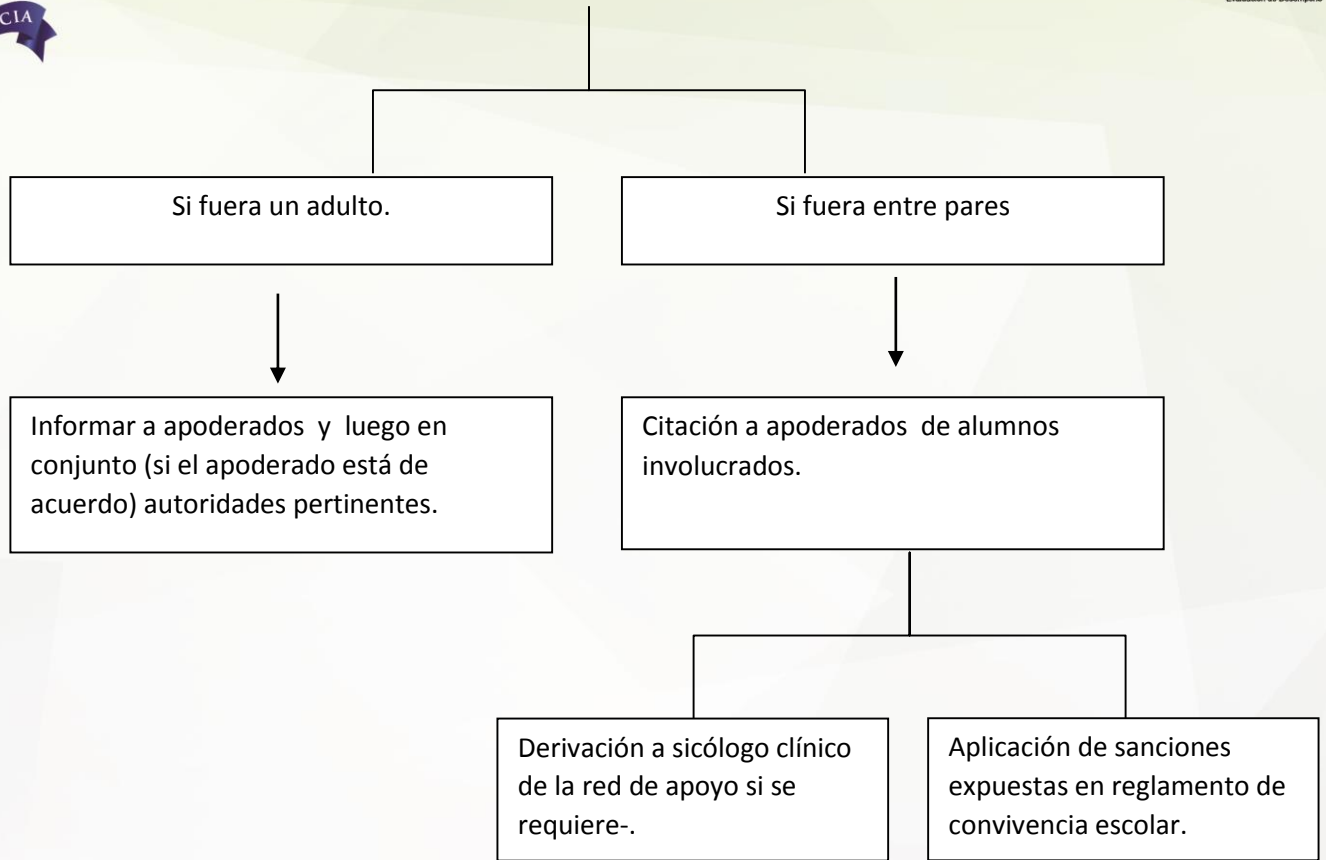 CIA
Si fuera un adulto.
Si fuera entre pares
Informar a apoderados y luego en
conjunto (si el apoderado está de
acuerdo) autoridades pertinentes.
Citación a apoderados de alumnos
involucrados.
Derivación a sicólogo clínico
de la red de apoyo si se
requiere-.
Aplicación de sanciones
expuestas en reglamento de
convivencia escolar.